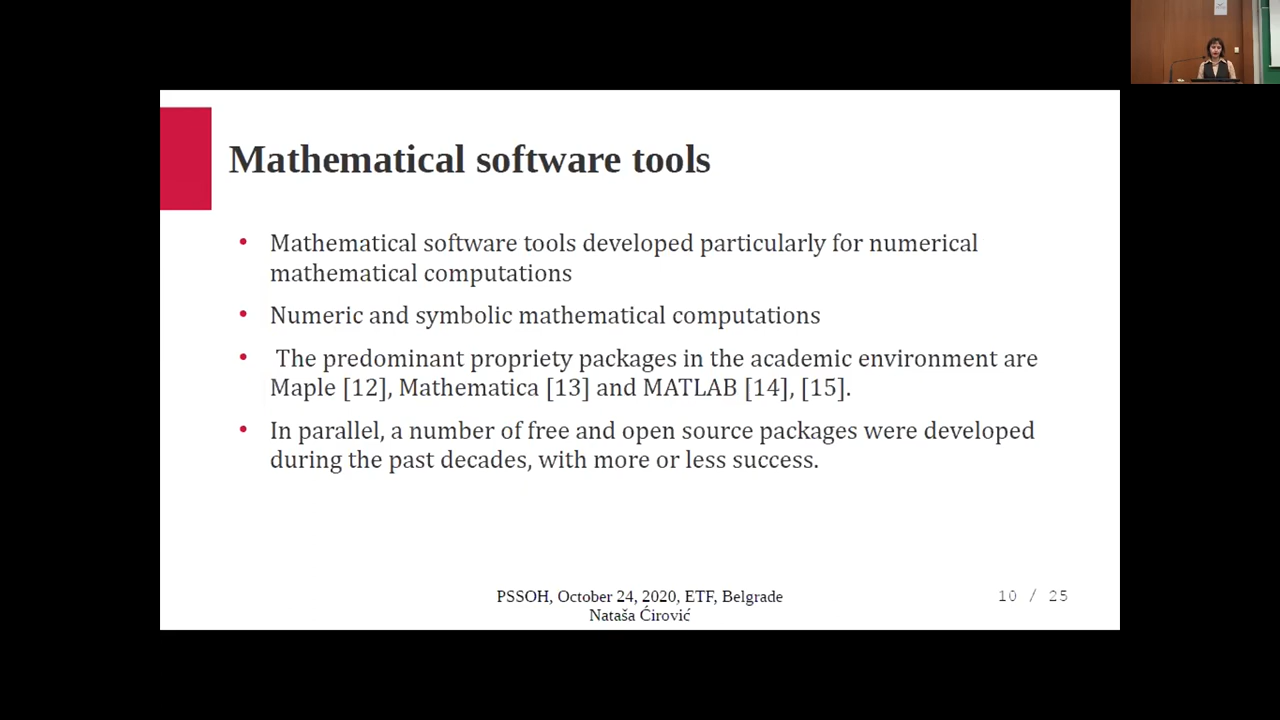 Mathematical software tools
• Mathematical software tools developed particularly for numerical
mathematical computations
• Numeric and symbolic mathematical computations
• The predominant propriety packages in the academic environment are
Maple [12], Mathematica [13] and MATLAB [14], [15].
• In parallel, a number of free and open source packages were developed
during the past decades, with more or less success.
PSSOH, October 24, 2020, ETF, Belgrade
Nataša Ćirović
10 / 25